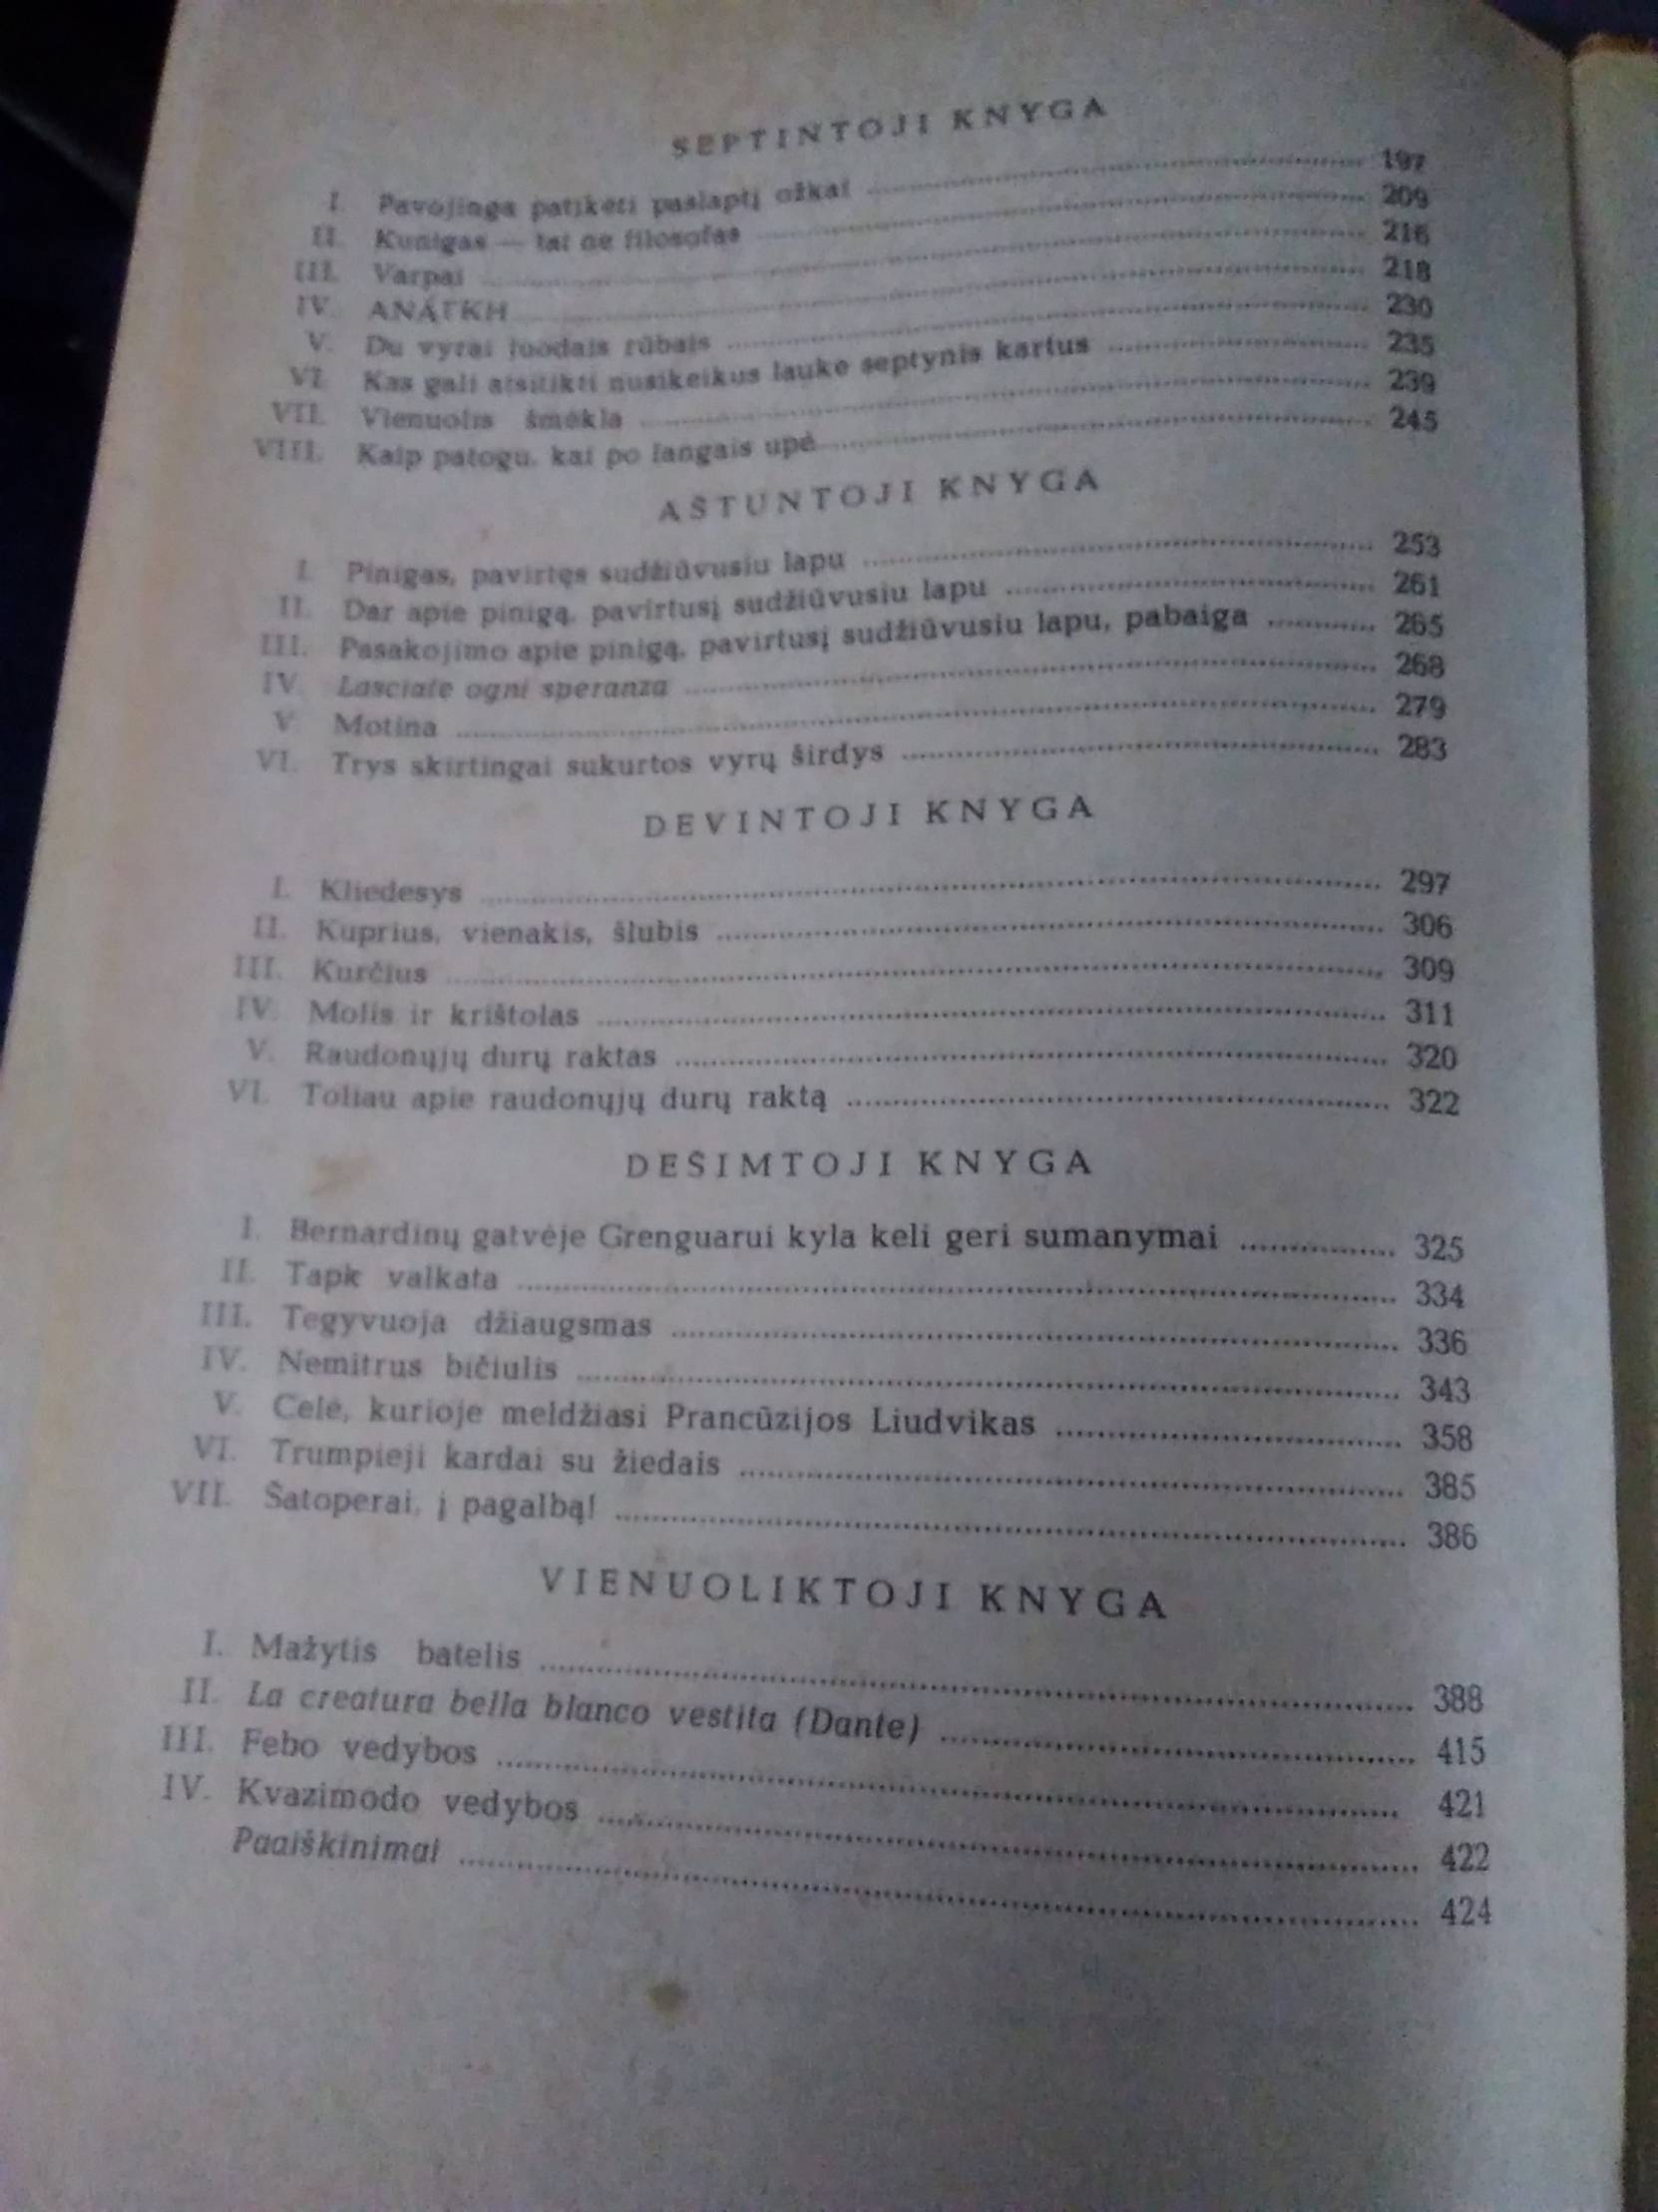 SEPTINTOJI KNYGA
I. Pavojinga patikėti paslaptį ožkai ........ 197
II. Kunigas — tai ne filosofas ........ 209
III. Varpai ........ 216
IV. ANÁГKH ........ 218
V. Du vyrai juodais rūbais ........ 230
VI. Kas gali atsitikti nusikeikus lauke septynis kartus ........ 235
VII. Vienuolis šmėkla ........ 239
VIII. Kaip patogu, kai po langais upė ........ 245
AŠTUNTOJI KNYGA
I. Pinigas, pavirtęs sudžiūvusiu lapu ........ 253
II. Dar apie pinigą, pavirtusį sudžiūvusiu lapu ........ 261
III. Pasakojimo apie pinigą, pavirtusį sudžiūvusiu lapu, pabaiga ........ 265
IV. Lasciate ogni speranza ........ 268
V. Motina ........ 279
VI. Trys skirtingai sukurtos vyrų širdys ........ 283
DEVINTOJI KNYGA
I. Kliedesys ........ 297
II. Kuprius, vienakis, šlubis ........ 306
III. Kurčius ........ 309
IV. Molis ir krištolas ........ 311
V. Raudonųjų durų raktas ........ 320
VI. Toliau apie raudonųjų durų raktą ........ 322
DEŠIMTOJI KNYGA
I. Bernardinų gatvėje Grenguarui kyla keli geri sumanymai ........ 325
II. Tapk valkata ........ 334
III. Tegyvuoja džiaugsmas ........ 336
IV. Nemitrus bičiulis ........ 343
V. Celė, kurioje meldžiasi Prancūzijos Liudvikas ........ 358
VI. Trumpieji kardai su žiedais ........ 385
VII. Šatoperai, į pagalbą! ........ 386
VIENUOLIKTOJI KNYGA
I. Mažytis batelis ........ 388
II. La creatura bella blanco vestita (Dante) ........ 415
III. Febo vedybos ........ 421
IV. Kvazimodo vedybos ........ 422
Paaiškinimai ........ 424